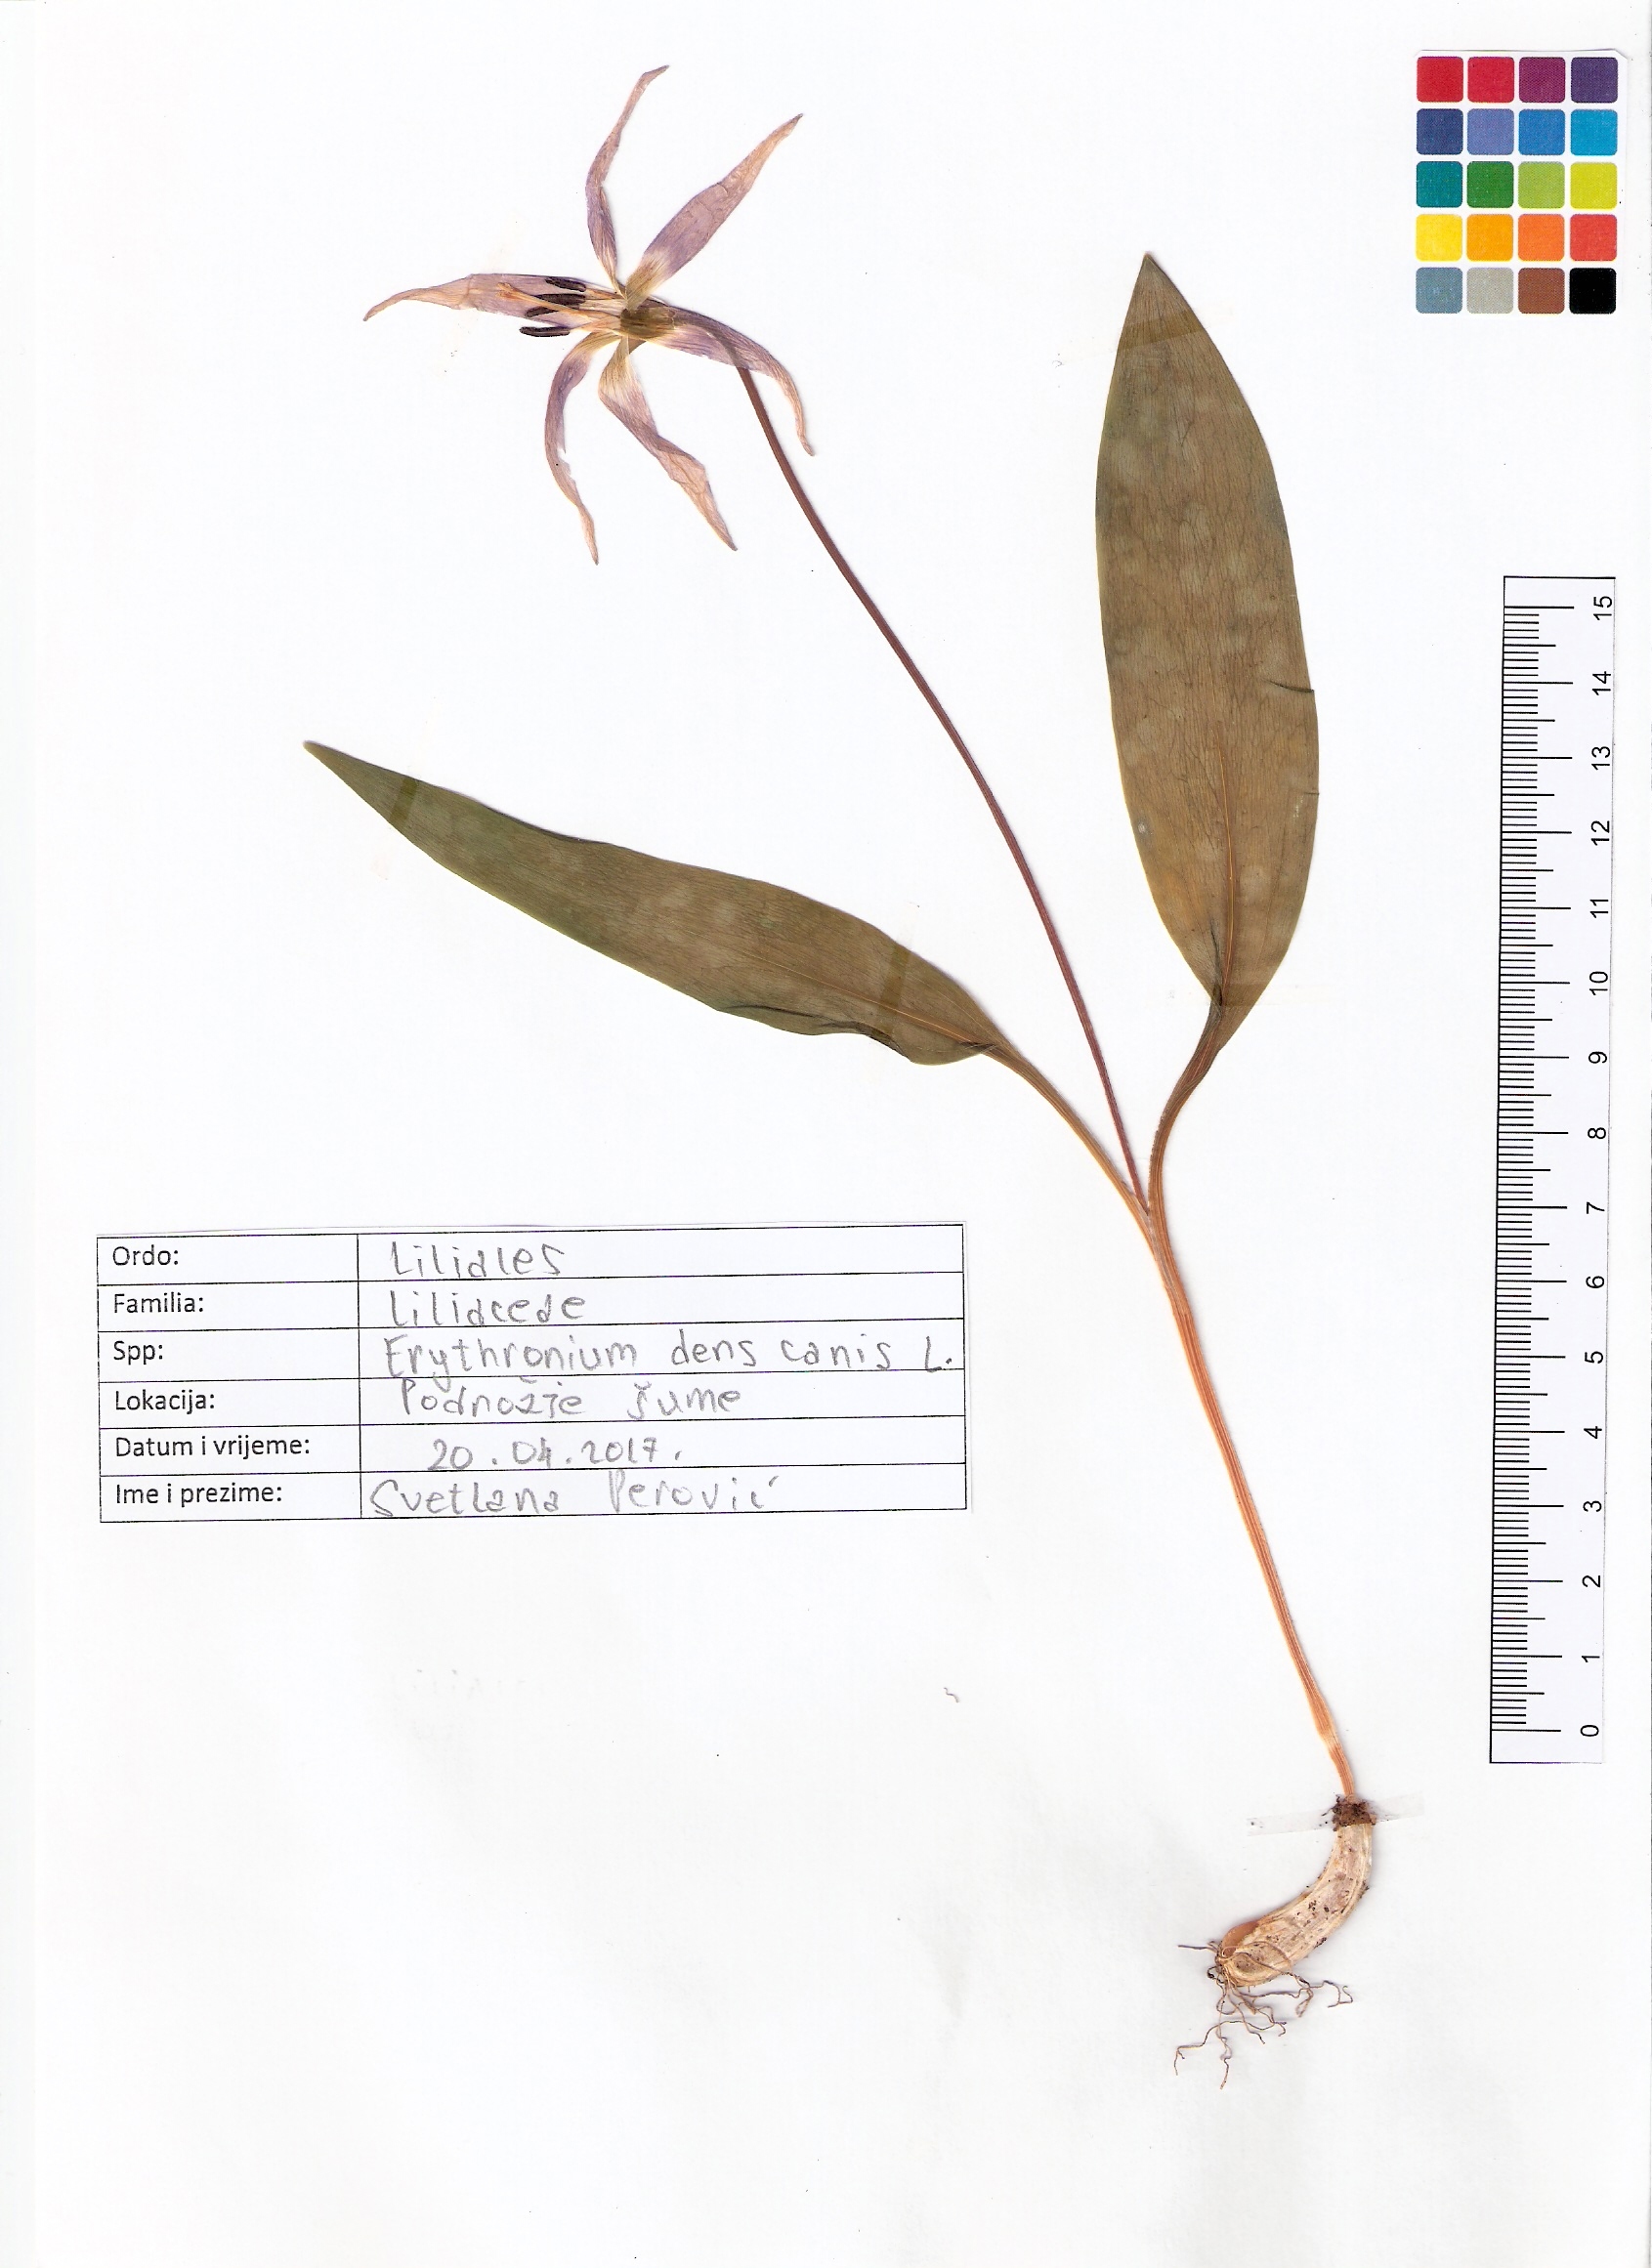 Ordo: Liliales
Familia: Liliaceae
Spp: Erythronium dens canis L.
Lokacija: Podnožje šume
Datum i vrijeme: 20.04.2017.
Ime i prezime: Svetlana Perović
15
14
13
12
11
10
9
8
7
6
5
4
3
2
1
0